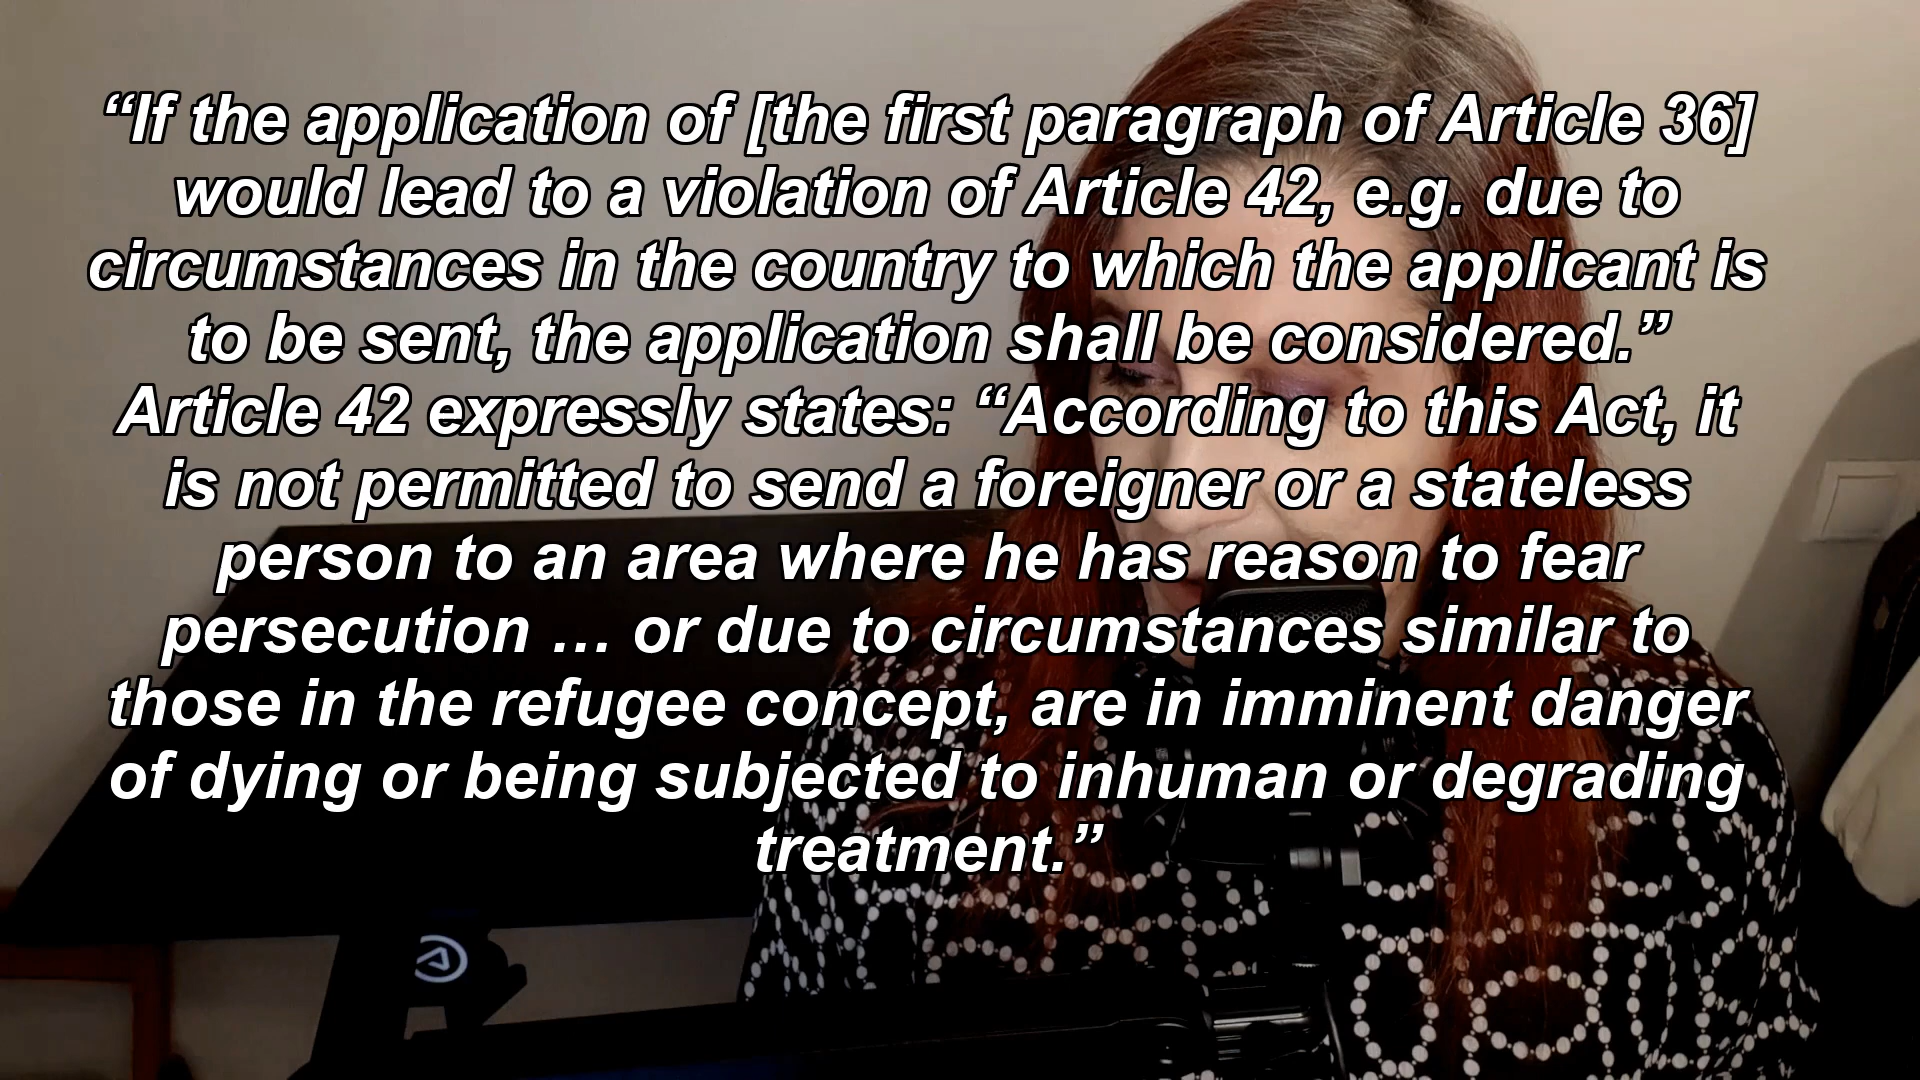 “If the application of [the first paragraph of Article 36]
would lead to a violation of Article 42, e.g. due to
circumstances in the country to which the applicant is
to be sent, the application shall be considered.”
Article 42 expressly states: “According to this Act, it
is not permitted to send a foreigner or a stateless
person to an area where he has reason to fear
persecution … or due to circumstances similar to
those in the refugee concept, are in imminent danger
of dying or being subjected to inhuman or degrading
treatment.”